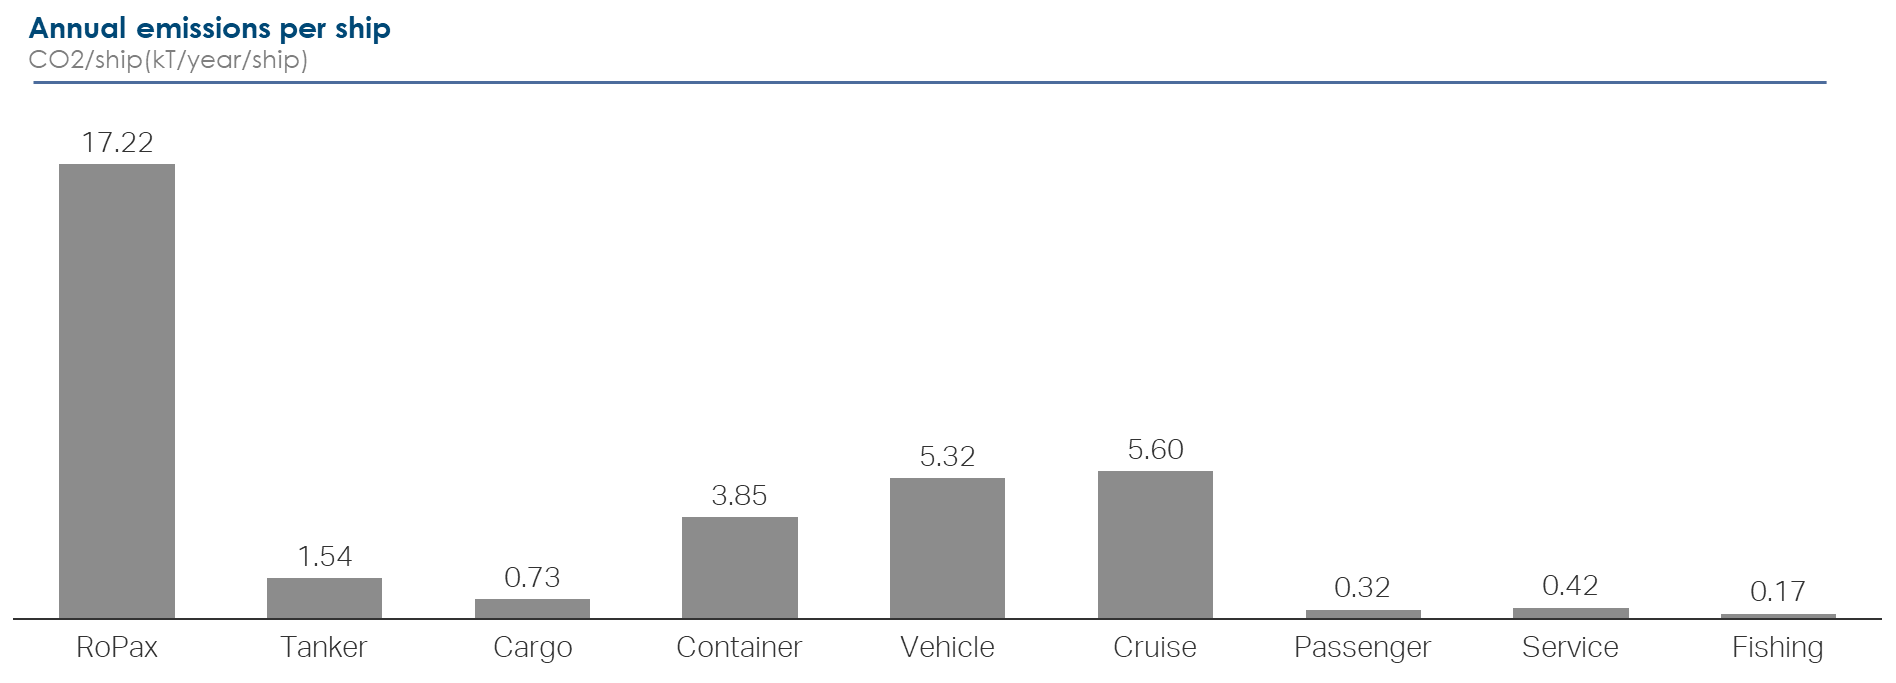 Annual emissions per ship
CO2/ship(kT/year/ship)
17.22
1.54
0.73
3.85
5.32
5.60
0.32
0.42
0.17
RoPax
Tanker
Cargo
Container
Vehicle
Cruise
Passenger
Service
Fishing